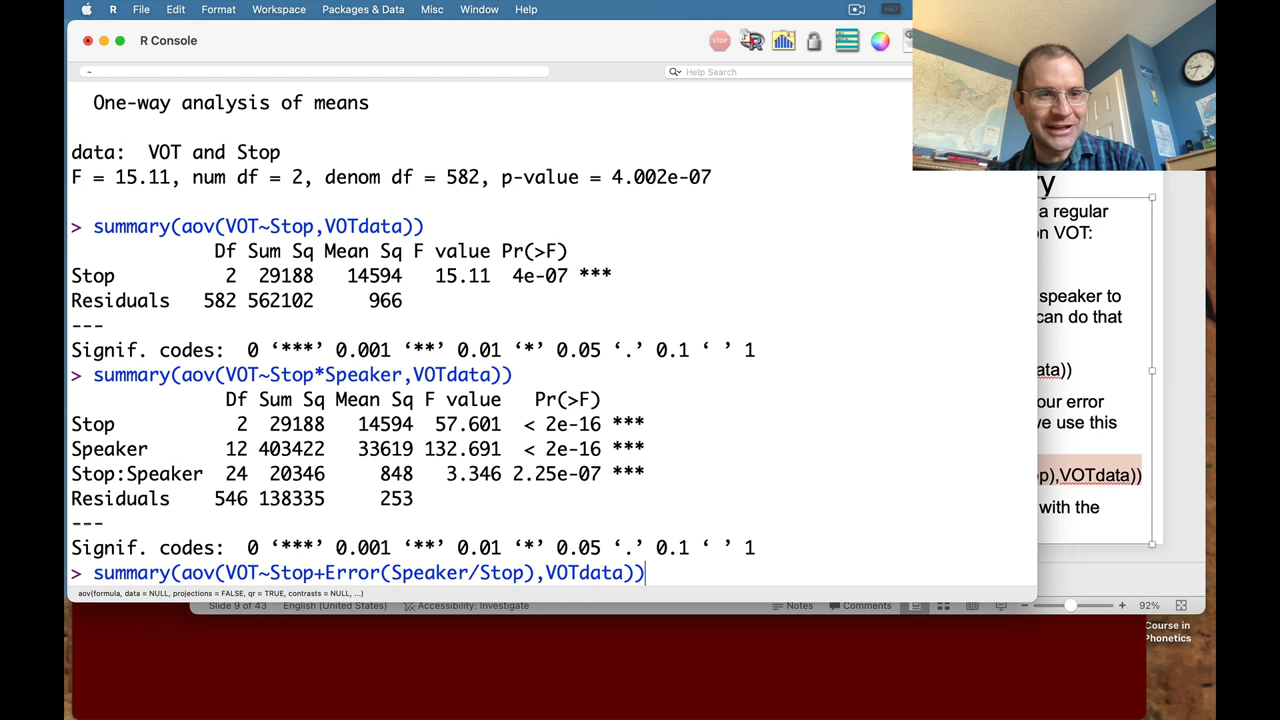 R File Edit Format Workspace Packages & Data Misc Window Help
R Console
~
Help Search
One-way analysis of means
data: VOT and Stop
F = 15.11, num df = 2, denom df = 582, p-value = 4.002e-07
> summary(aov(VOT~Stop,VOTdata))
Df Sum Sq Mean Sq F value Pr(>F)
Stop 2 29188 14594 15.11 4e-07 ***
Residuals 582 562102 966
---
Signif. codes: 0 ‘***’ 0.001 ‘**’ 0.01 ‘*’ 0.05 ‘.’ 0.1 ‘ ’ 1
> summary(aov(VOT~Stop*Speaker,VOTdata))
Df Sum Sq Mean Sq F value Pr(>F)
Stop 2 29188 14594 57.601 < 2e-16 ***
Speaker 12 403422 33619 132.691 < 2e-16 ***
Stop:Speaker 24 20346 848 3.346 2.25e-07 ***
Residuals 546 138335 253
---
Signif. codes: 0 ‘***’ 0.001 ‘**’ 0.01 ‘*’ 0.05 ‘.’ 0.1 ‘ ’ 1
> summary(aov(VOT~Stop+Error(Speaker/Stop),VOTdata))
aov(formula, data = NULL, projections = FALSE, qr = TRUE, contrasts = NULL, ...)
ry
a regular
on VOT:
speaker to
can do that
ata))
our error
ve use this
op),VOTdata))
with the
Slide 9 of 43 English (United States) Accessibility: Investigate Notes Comments 92%
Course in
Phonetics